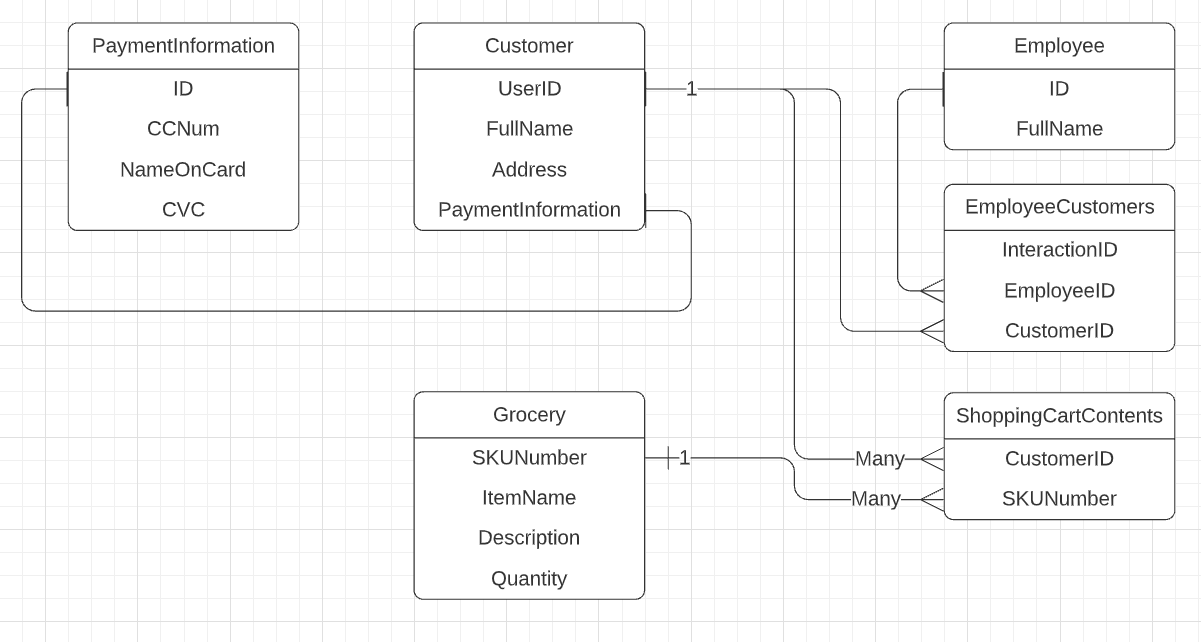 PaymentInformation
ID
CCNum
NameOnCard
CVC
Customer
UserID
FullName
Address
PaymentInformation
1
Employee
ID
FullName
EmployeeCustomers
InteractionID
EmployeeID
CustomerID
Grocery
SKUNumber
ItemName
Description
Quantity
1
Many
Many
ShoppingCartContents
CustomerID
SKUNumber